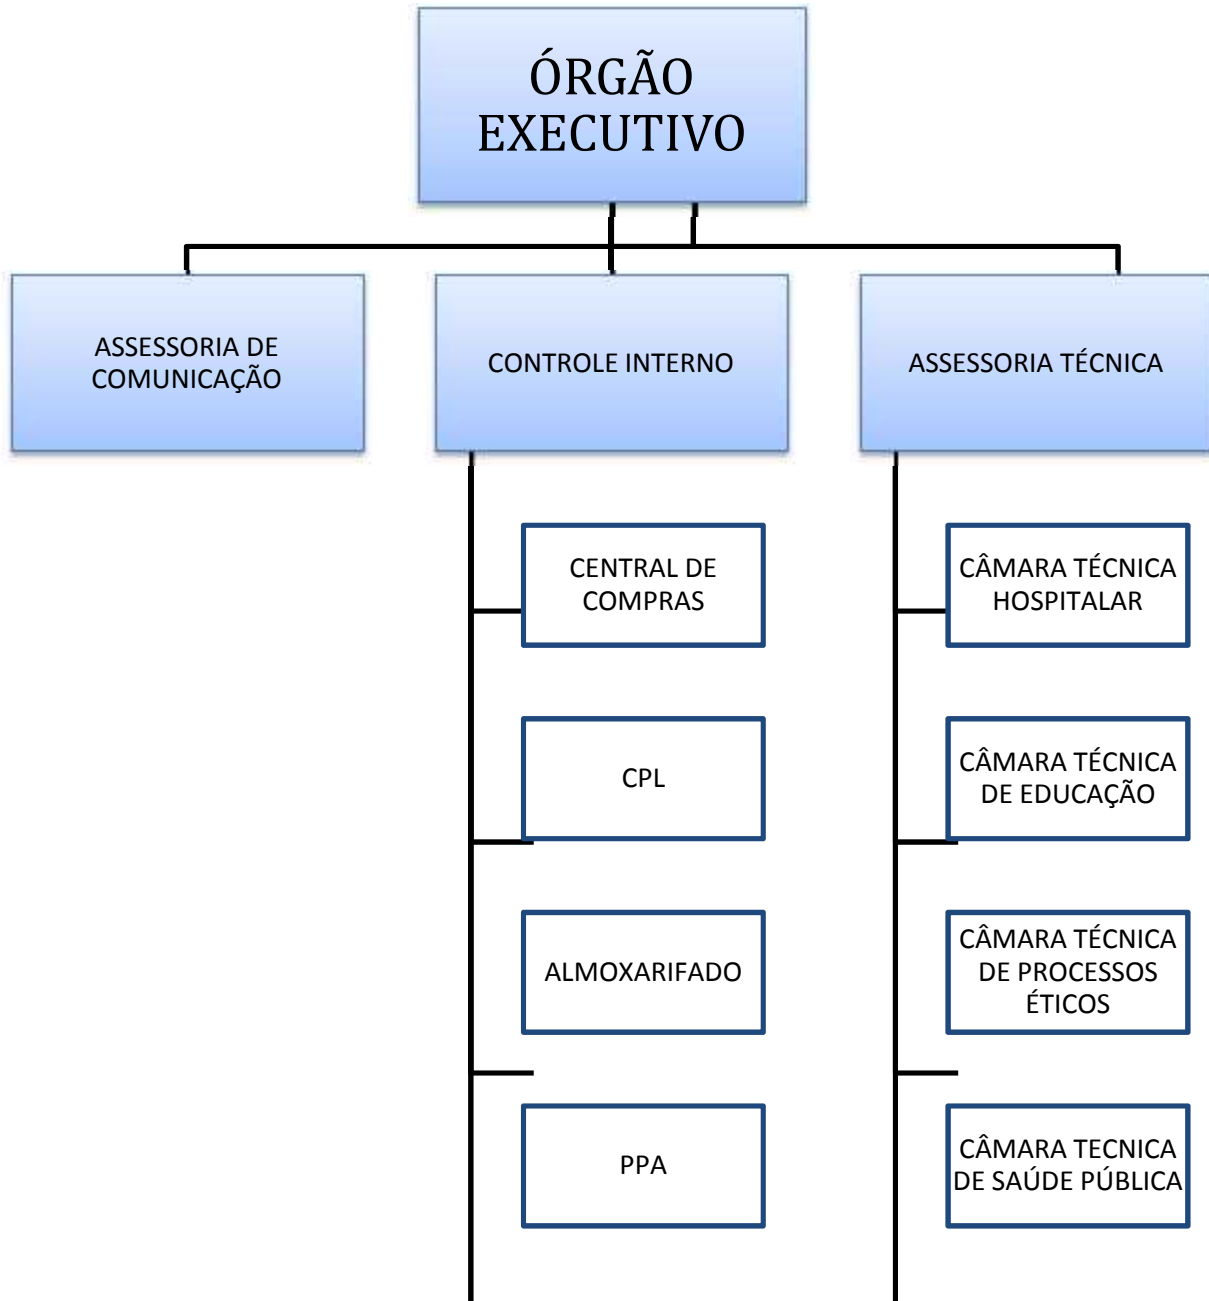 ÓRGÃO
EXECUTIVO
ASSESSORIA DE
COMUNICAÇÃO
CONTROLE INTERNO
ASSESSORIA TÉCNICA
CENTRAL DE
COMPRAS
CPL
ALMOXARIFADO
PPA
CÂMARA TÉCNICA
HOSPITALAR
CÂMARA TÉCNICA
DE EDUCAÇÃO
CÂMARA TÉCNICA
DE PROCESSOS
ÉTICOS
CÂMARA TECNICA
DE SAÚDE PÚBLICA